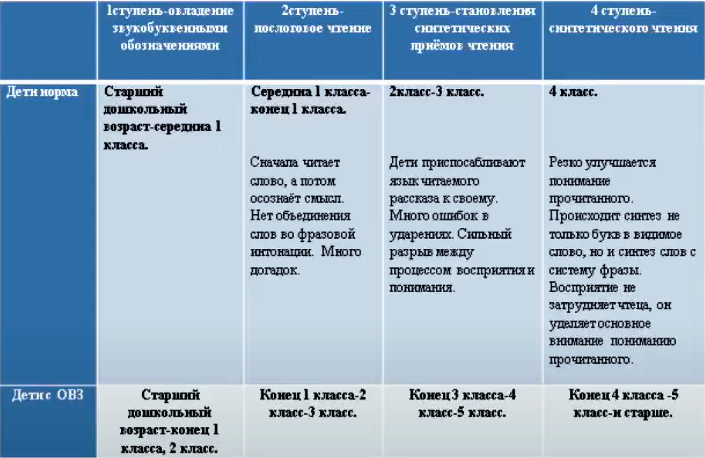 1ступень-овладение
звукобуквенными
обозначениями
2ступень-
послоговое чтение
3 ступень-становления
синтетических
приёмов чтения
4 ступень-
синтетического чтения
Дети норма
Старший
дошкольный
возраст-середина 1
класса.
Середина 1 класса-
конец 1 класса.
Сначала читает
слово, а потом
осознаёт смысл.
Нет объединения
слов во фразовой
интонации. Много
догадок.
2класс-3 класс.
Дети приспосабливают
язык читаемого
рассказа к своему.
Много ошибок в
ударениях. Сильный
разрыв между
процессом восприятия и
понимания.
4 класс.
Резко улучшается
понимание
прочитанного.
Происходит синтез не
только букв в видимое
слово, но и синтез слов с
систему фразы.
Восприятие не
затрудняет чтеца, он
уделяет основное
внимание пониманию
прочитанного.
Дети с ОВЗ
Старший
дошкольный
возраст-конец 1
класса, 2 класс.
Конец 1 класса-2
класс-3 класс.
Конец 3 класса-4
класс-5 класс.
Конец 4 класса -5
класс-и старше.